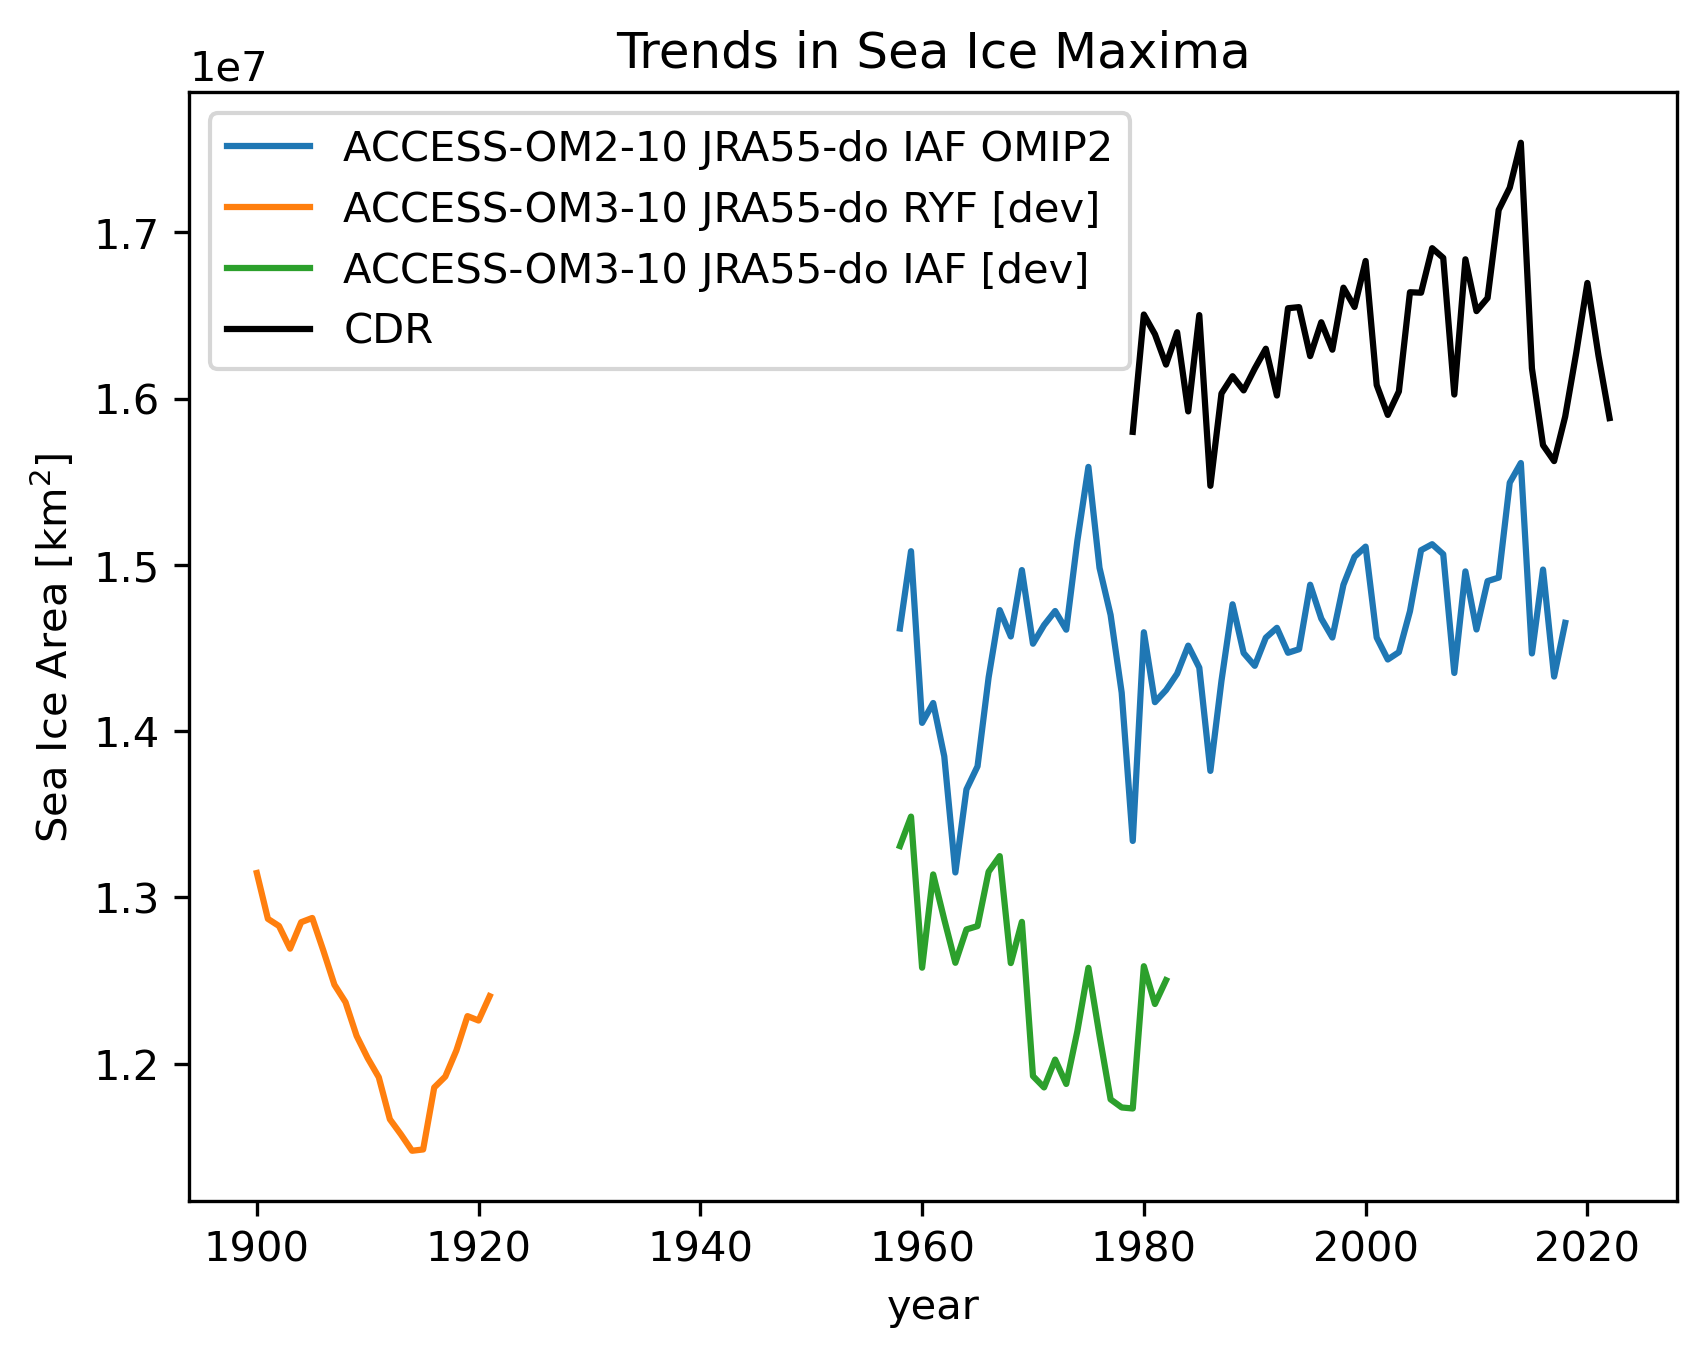 Trends in Sea Ice Maxima
1e7
ACCESS-OM2-10 JRA55-do IAF OMIP2
ACCESS-OM3-10 JRA55-do RYF [dev]
ACCESS-OM3-10 JRA55-do IAF [dev]
CDR
Sea Ice Area [km²]
1.7
1.6
1.5
1.4
1.3
1.2
1900 1920 1940 1960 1980 2000 2020
year